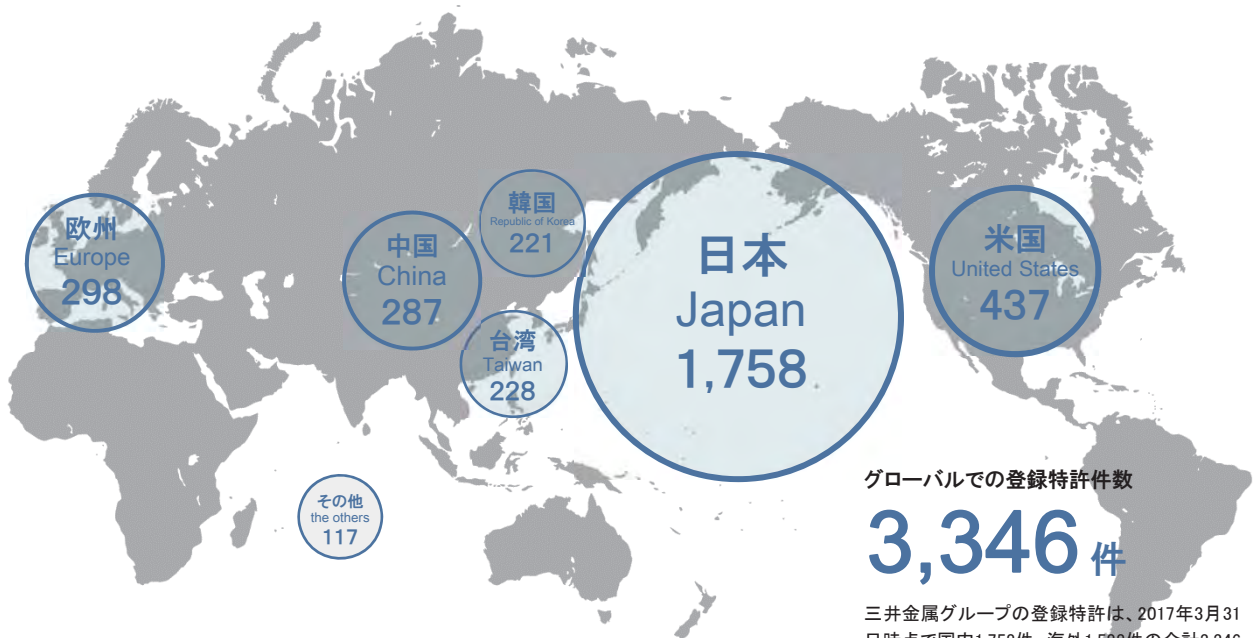 欧州
Europe
298
中国
China
287
韓国
Republic of Korea
221
台湾
Taiwan
228
日本
Japan
1,758
米国
United States
437
その他
the others
117
グローバルでの登録特許件数
3,346 件
三井金属グループの登録特許は、2017年3月31